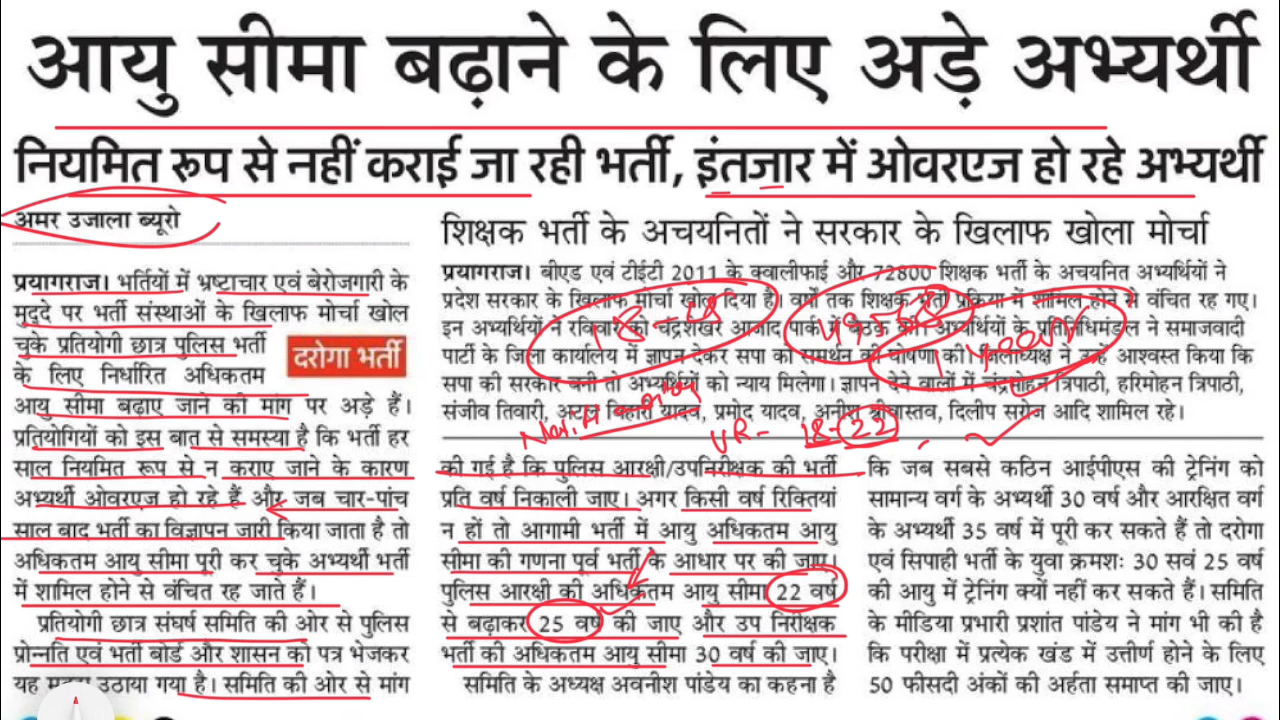 आयु सीमा बढ़ाने के लिए अड़े अभ्यर्थी
नियमित रूप से नहीं कराई जा रही भर्ती, इंतजार में ओवरएज हो रहे अभ्यर्थी
अमर उजाला ब्यूरो
प्रयागराज। भर्तियों में भ्रष्टाचार एवं बेरोजगारी के
मुद्दे पर भर्ती संस्थाओं के खिलाफ मोर्चा खोल
चुके प्रतियोगी छात्र पुलिस भर्ती
के लिए निर्धारित अधिकतम
दरोगा भर्ती
आयु सीमा बढ़ाए जाने की मांग पर अड़े हैं।
प्रतियोगियों को इस बात से समस्या है कि भर्ती हर
साल नियमित रूप से न कराए जाने के कारण
अभ्यर्थी ओवरएज हो रहे हैं और जब चार-पांच
साल बाद भर्ती का विज्ञापन जारी किया जाता है तो
अधिकतम आयु सीमा पूरी कर चुके अभ्यर्थी भर्ती
में शामिल होने से वंचित रह जाते हैं।
प्रतियोगी छात्र संघर्ष समिति की ओर से पुलिस
प्रोन्नति एवं भर्ती बोर्ड और शासन को पत्र भेजकर
यह उठाया गया है। समिति की ओर से मांग
शिक्षक भर्ती के अचयनितों ने सरकार के खिलाफ खोला मोर्चा
प्रयागराज। बीएड एवं टीईटी 2011 के क्वालीफाई और 72800 शिक्षक भर्ती के अचयनित अभ्यर्थियों ने
प्रदेश सरकार के खिलाफ मोर्चा खोल दिया है। वर्षों तक शिक्षक भर्ती प्रक्रिया में शामिल होने से वंचित रह गए।
इन अभ्यर्थियों ने रविवार को चंद्रशेखर आजाद पार्क में बैठक की। अभ्यर्थियों के प्रतिनिधिमंडल ने समाजवादी
पार्टी के जिला कार्यालय में ज्ञापन देकर सपा को समर्थन की घोषणा की। ने उन्हें आश्वस्त किया कि
सपा की सरकार बनी तो अभ्यर्थियों को न्याय मिलेगा। ज्ञापन देने वालों में चंद्रमोहन त्रिपाठी, हरिमोहन त्रिपाठी,
संजीव तिवारी, अटल बिहारी यादव, प्रमोद यादव, अनीता श्रीवास्तव, दिलीप सरोज आदि शामिल रहे।
UR- 18-22
की गई है कि पुलिस आरक्षी/उपनिरीक्षक की भर्ती
प्रति वर्ष निकाली जाए। अगर किसी वर्ष रिक्तियां
न हों तो आगामी भर्ती में आयु अधिकतम आयु
सीमा की गणना पूर्व भर्ती के आधार पर की जाए।
पुलिस आरक्षी की अधिकतम आयु सीमा 22 वर्ष
से बढ़ाकर 25 वर्ष की जाए और उप निरीक्षक
भर्ती की अधिकतम आयु सीमा 30 वर्ष की जाए।
समिति के अध्यक्ष अवनीश पांडेय का कहना है
कि जब सबसे कठिन आईपीएस की ट्रेनिंग को
सामान्य वर्ग के अभ्यर्थी 30 वर्ष और आरक्षित वर्ग
के अभ्यर्थी 35 वर्ष में पूरी कर सकते हैं तो दरोगा
एवं सिपाही भर्ती के युवा क्रमशः 30 सवं 25 वर्ष
की आयु में ट्रेनिंग क्यों नहीं कर सकते हैं। समिति
के मीडिया प्रभारी प्रशांत पांडेय ने मांग भी की है
कि परीक्षा में प्रत्येक खंड में उत्तीर्ण होने के लिए
50 फीसदी अंकों की अर्हता समाप्त की जाए।